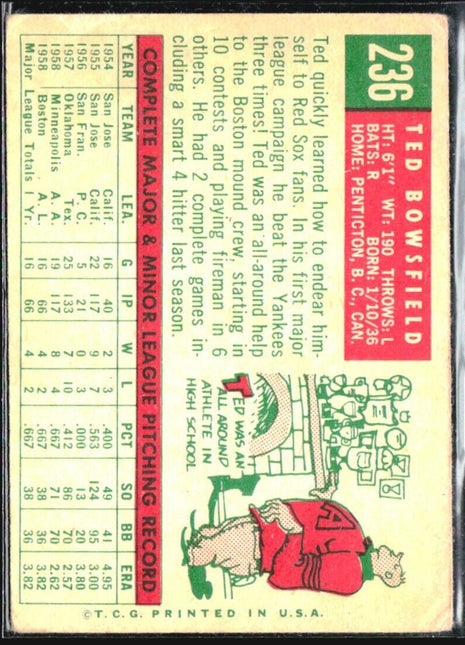 236
TED BOWSFIELD
HT: 6'1" WT: 190 THROWS: L
BATS: R BORN: 1/10/36
HOME: PENTICTON, B. C., CAN.
Ted quickly learned how to endear him-
self to Red Sox fans. In his first major
league campaign he beat the Yankees
three times! Ted was an all-around help
to the Boston mound crew, starting in
10 contests and playing fireman in 6
others. He had 2 complete games in-
cluding a smart 4 hitter last season.
A
TED WAS AN
ALL AROUND
ATHLETE IN
HIGH SCHOOL
COMPLETE MAJOR & MINOR LEAGUE PITCHING RECORD
YEAR TEAM LEA. G IP W L PCT SO BB ERA
1954 San Jose Calif. 16 40 2 3 .400 41 49 4.95
1955 San Jose Calif. 22 117 9 7 .563 124 95 3.00
1956 San Fran. P. C. 5 21 0 3 .000 13 20 3.80
1957 Oklahoma Tex. 25 133 7 10 .412 86 70 2.57
1958 Minneapolis A. A. 19 117 8 4 .667 71 70 2.62
1958 Boston A. L. 16 66 4 2 .667 38 36 3.82
Major League Totals 1 Yr. 16 66 4 2 .667 38 36 3.82
© T. C. G. PRINTED IN U.S.A.